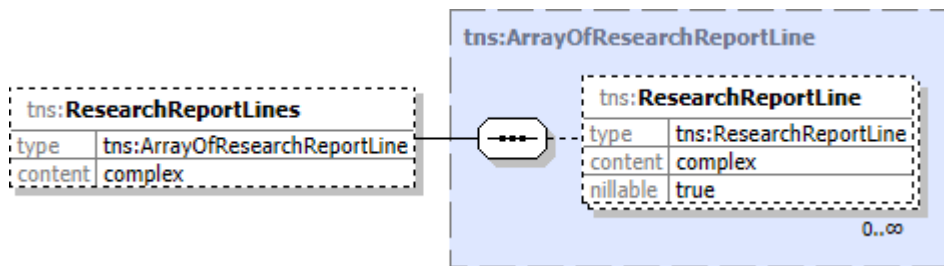 tns:ArrayOfResearchReportLine
tns:ResearchReportLines
type tns:ArrayOfResearchReportLine
content complex
tns:ResearchReportLine
type tns:ResearchReportLine
content complex
nillable true
0..∞